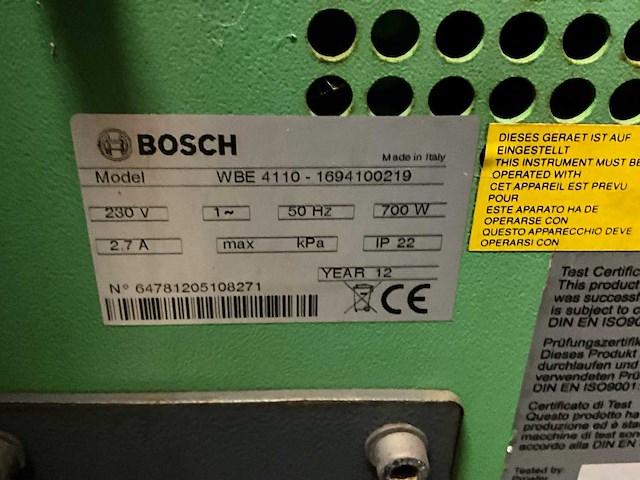 BOSCH
Made in Italy
Model WBE 4110 - 1694100219
230 V 1~ 50 Hz 700 W
2.7 A max kPa IP 22
YEAR 12
N° 64781205108271
CE
DIESES GERAET IST AUF
EINGESTELLT
THIS INSTRUMENT MUST BE
OPERATED WITH
CET APPAREIL EST PREVU
POUR
ESTE APARATO HA DE
OPERARSE CON
QUESTO APPARECCHIO DEVE
OPERARSI CON
Test Certific
This product
was successf
is subject to c
DIN EN ISO900
Prüfungszertifik
Dieses Produkt
durchlaufen und
verwendeten Prü
DIN EN ISO9001
Certificato di Test
Questo prodotto ha
produzione ed è sta
macchine di test son
accordo alla DIN EN
Tested by: